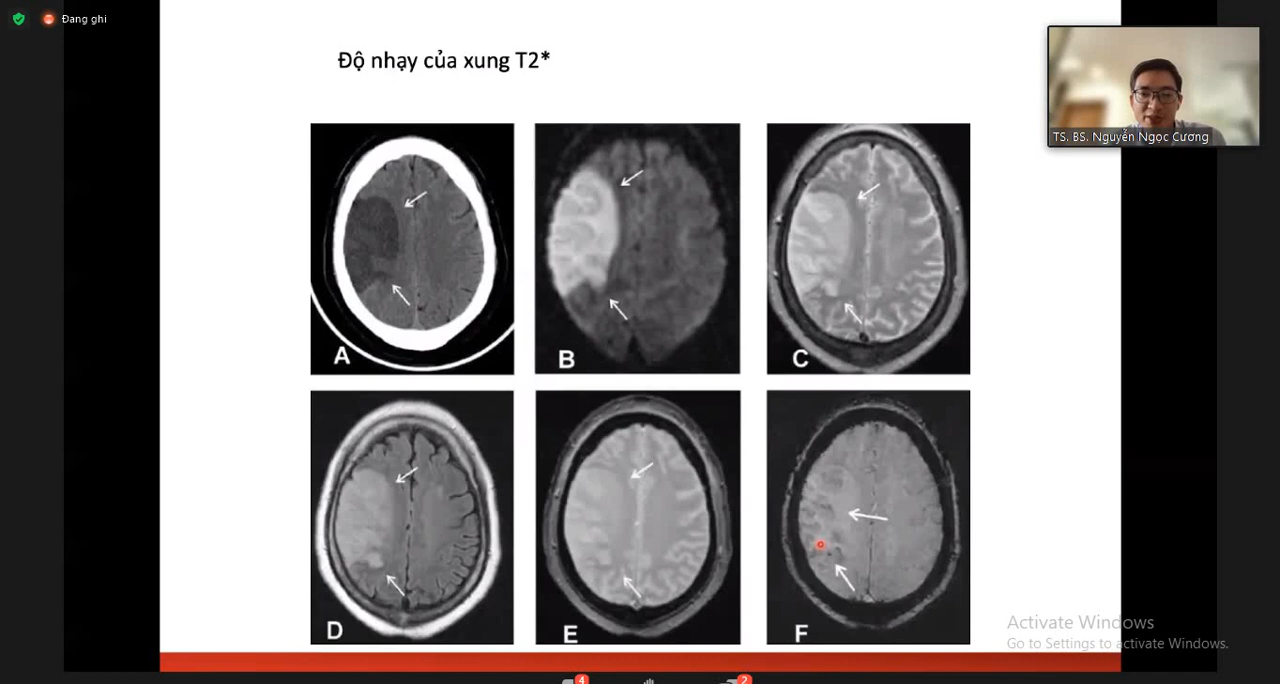 Đang ghi
Độ nhạy của xung T2*
TS. BS. Nguyễn Ngọc Cương
A
B
C
D
E
F
Activate Windows
Go to Settings to activate Windows.
4
2